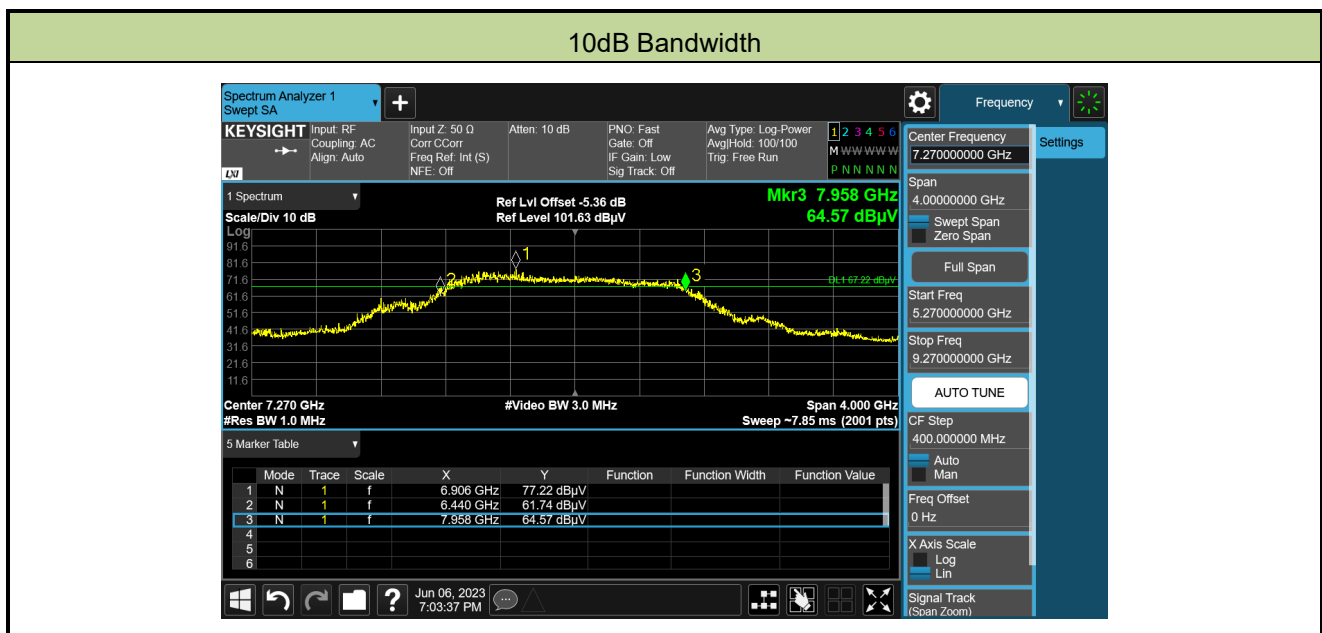 10dB Bandwidth
Spectrum Analyzer 1
Swept SA
Frequency
KEYSIGHT
LXI
Input: RF
Coupling: AC
Align: Auto
Input Z: 50 Ω
Corr CCorr
Freq Ref: Int (S)
NFE: Off
Atten: 10 dB
PNO: Fast
Gate: Off
IF Gain: Low
Sig Track: Off
Avg Type: Log-Power
Avg|Hold: 100/100
Trig: Free Run
1 2 3 4 5 6
M W W W W W
P N N N N N
1 Spectrum
Scale/Div 10 dB
Ref Lvl Offset -5.36 dB
Ref Level 101.63 dBµV
Mkr3 7.958 GHz
64.57 dBµV
Log
91.6
81.6
71.6
61.6
51.6
41.6
31.6
21.6
11.6
1
2
3
DL1 67.22 dBµV
Center 7.270 GHz
#Video BW 3.0 MHz
Span 4.000 GHz
#Res BW 1.0 MHz
Sweep ~7.85 ms (2001 pts)
5 Marker Table
Mode Trace Scale X Y Function Function Width Function Value
1 N 1 f 6.906 GHz 77.22 dBµV
2 N 1 f 6.440 GHz 61.74 dBµV
3 N 1 f 7.958 GHz 64.57 dBµV
4
5
6
?
Jun 06, 2023
7:03:37 PM
Settings
Center Frequency
7.270000000 GHz
Span
4.00000000 GHz
Swept Span
Zero Span
Full Span
Start Freq
5.270000000 GHz
Stop Freq
9.270000000 GHz
AUTO TUNE
CF Step
400.000000 MHz
Auto
Man
Freq Offset
0 Hz
X Axis Scale
Log
Lin
Signal Track
(Span Zoom)